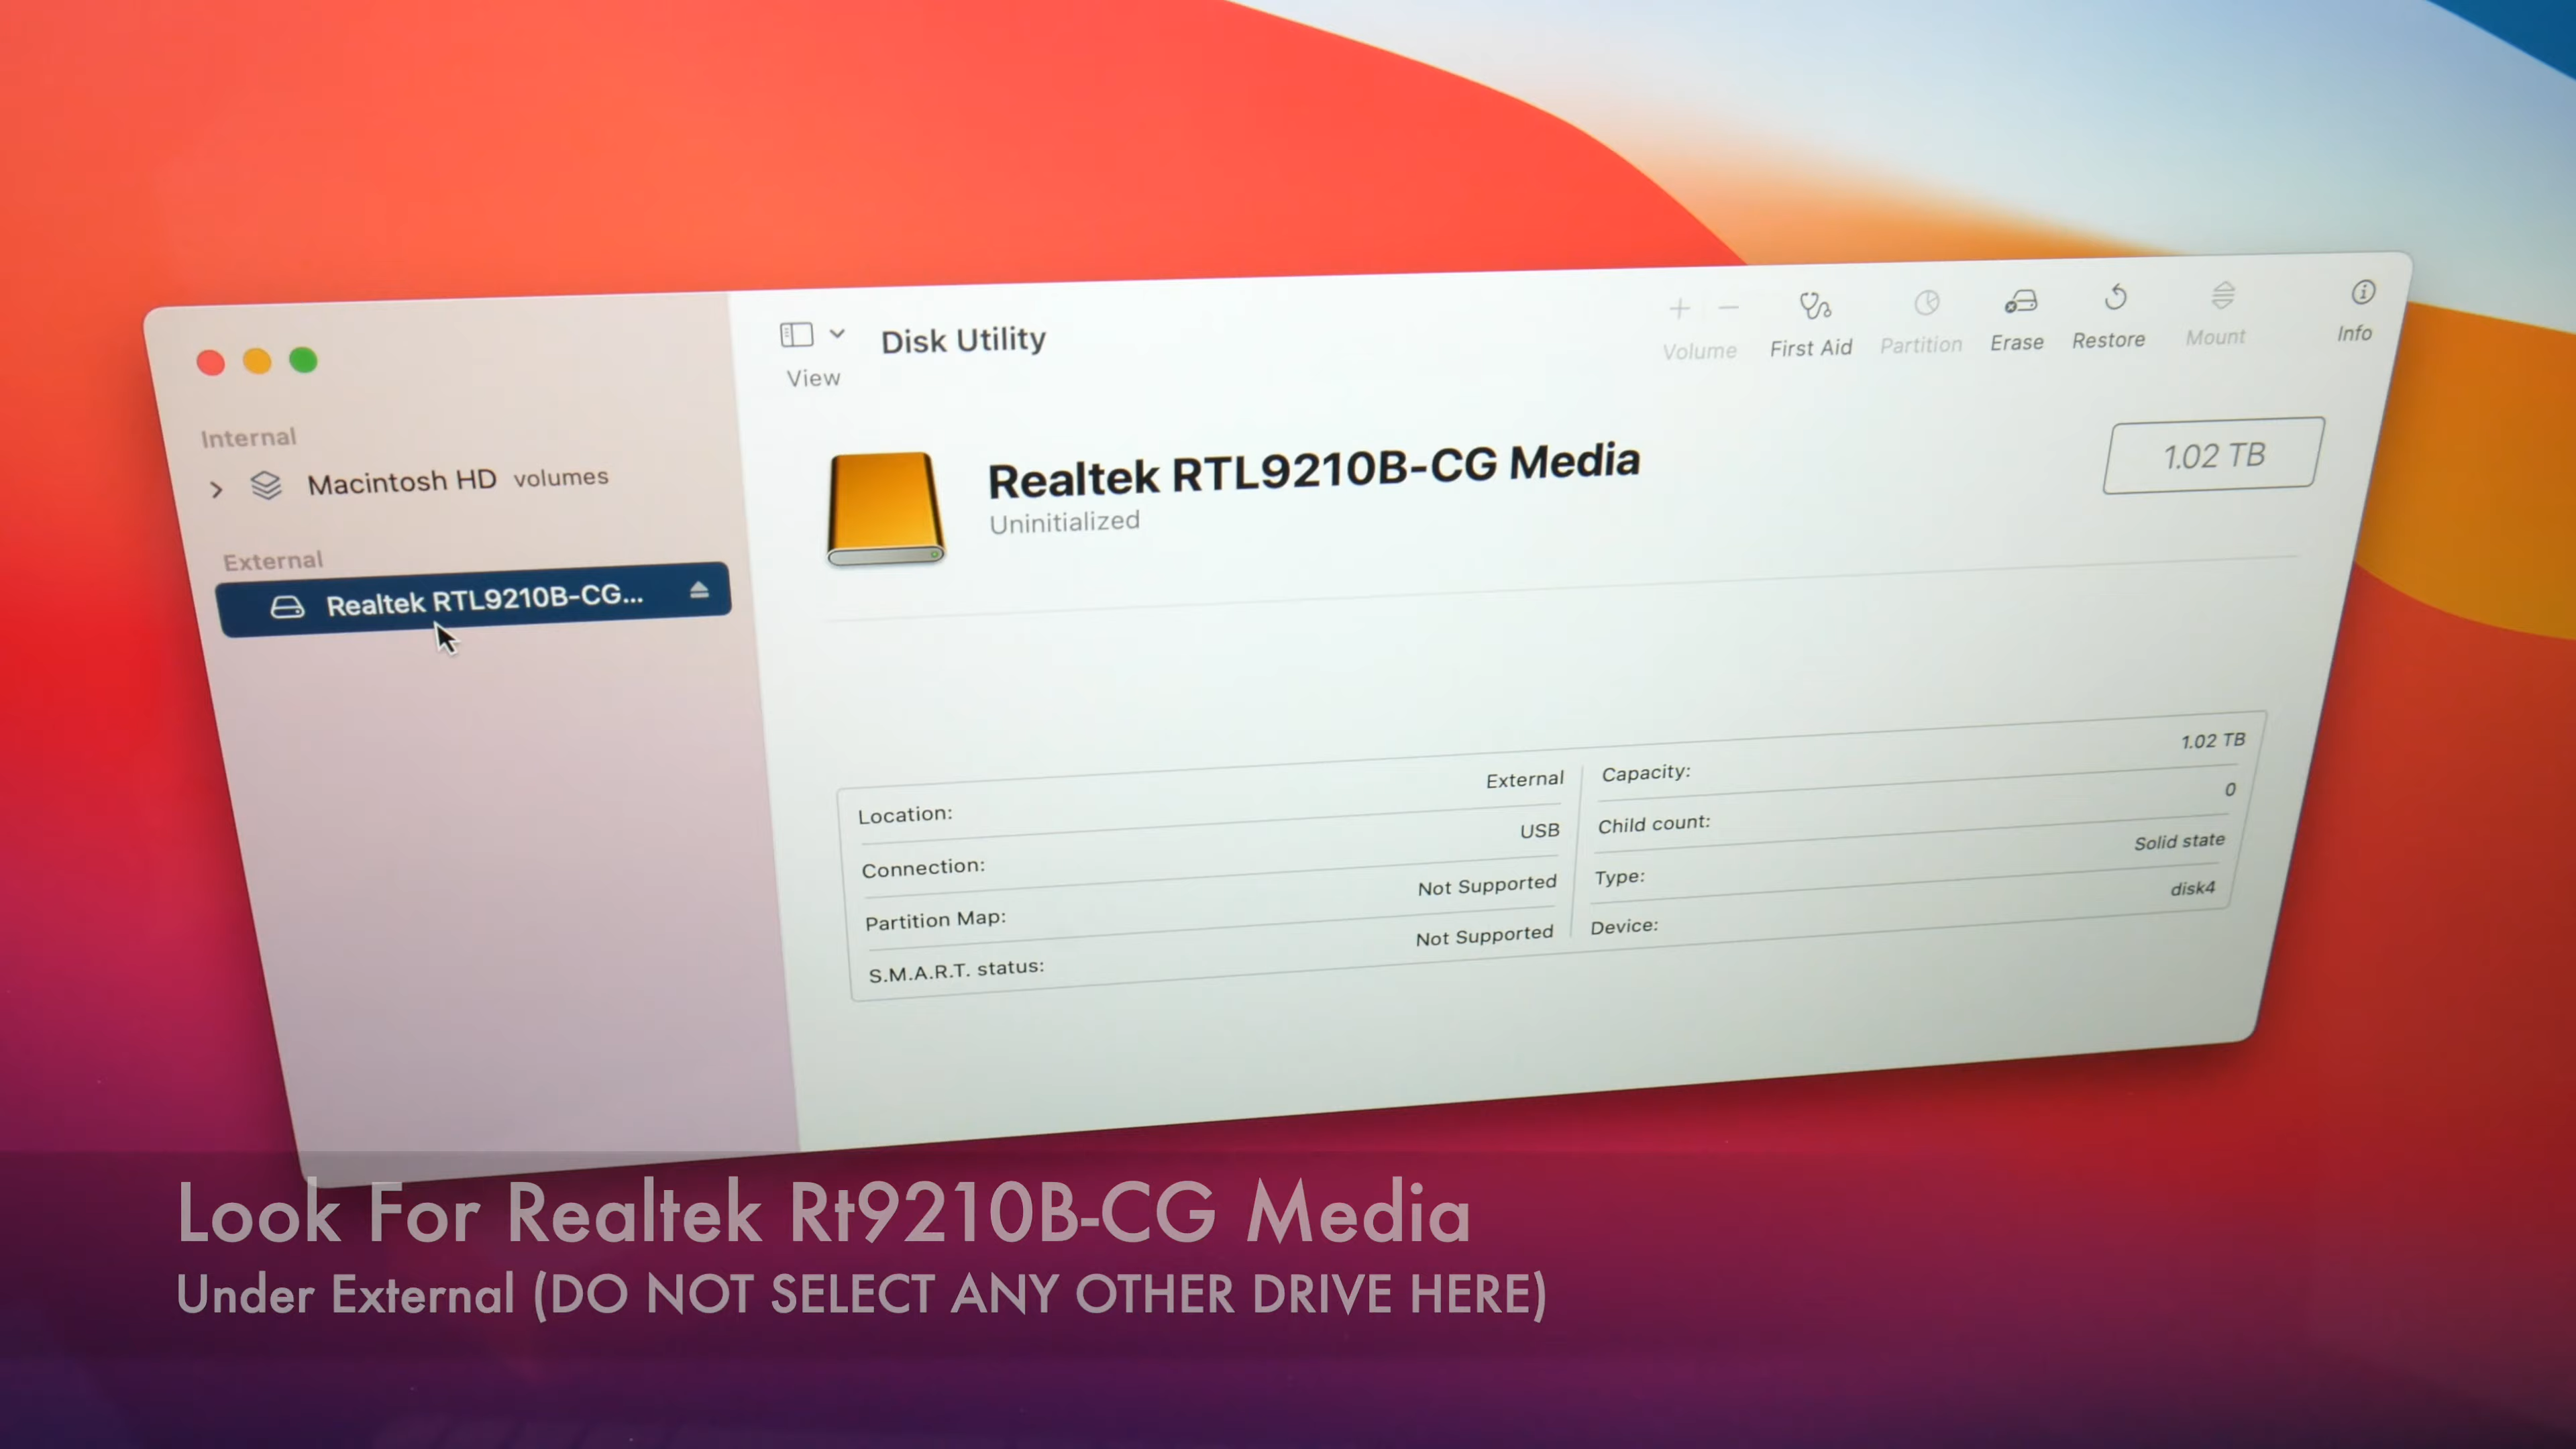 Disk Utility
View
Volume
First Aid
Partition
Erase
Restore
Mount
Info
Internal
Macintosh HD volumes
External
Realtek RTL9210B-CG...
Realtek RTL9210B-CG Media
Uninitialized
1.02 TB
Location: External
Connection: USB
Partition Map: Not Supported
S.M.A.R.T. status: Not Supported
Capacity: 1.02 TB
Child count: 0
Type: Solid state
Device: disk4
Look For Realtek Rt9210B-CG Media
Under External (DO NOT SELECT ANY OTHER DRIVE HERE)